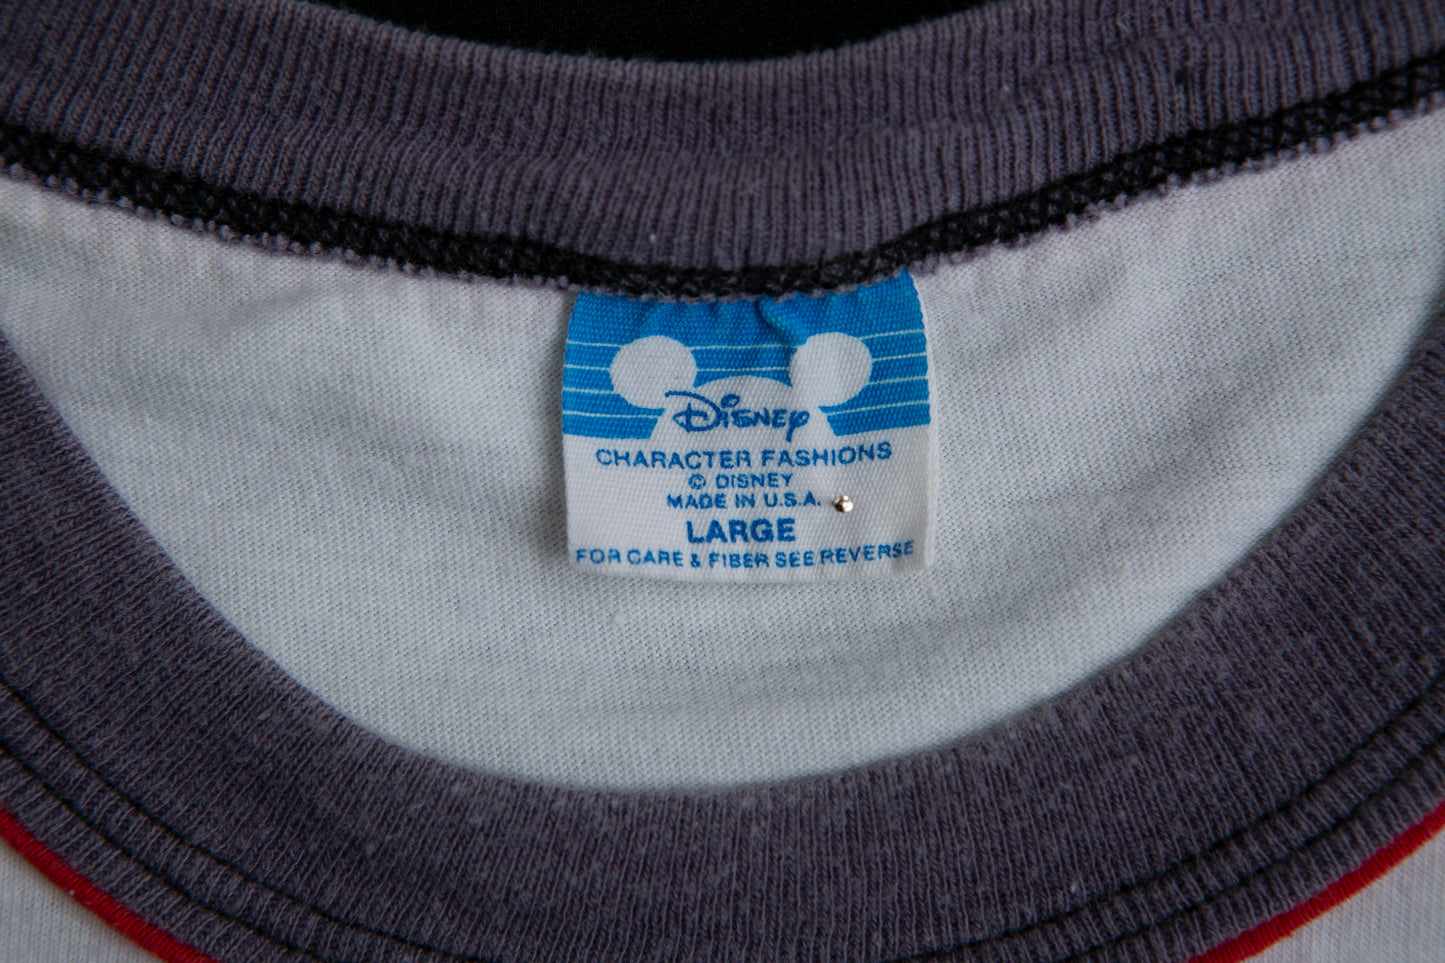 Disney
CHARACTER FASHIONS
© DISNEY
MADE IN U.S.A.
LARGE
FOR CARE & FIBER SEE REVERSE